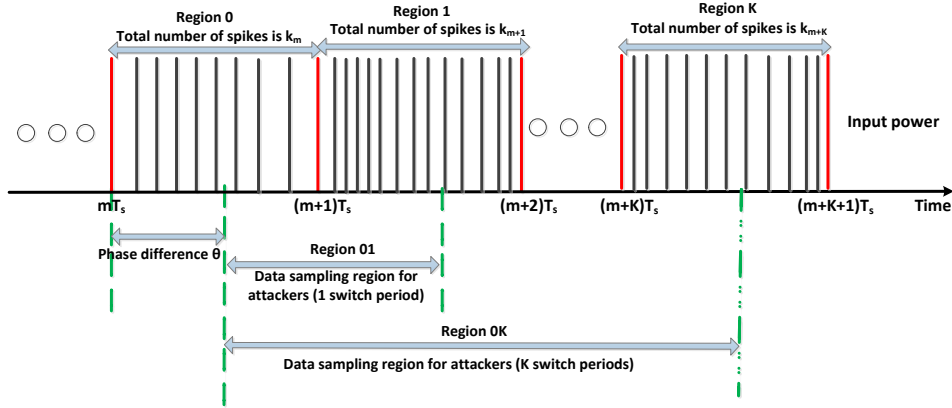 Region 0
Total number of spikes is kₘ
Region 1
Total number of spikes is kₘ₊₁
Region K
Total number of spikes is kₘ₊K
Input power
mTₛ
(m+1)Tₛ
(m+2)Tₛ
(m+K)Tₛ
(m+K+1)Tₛ
Time
Phase difference θ
Region 01
Data sampling region for
attackers (1 switch period)
Region 0K
Data sampling region for attackers (K switch periods)